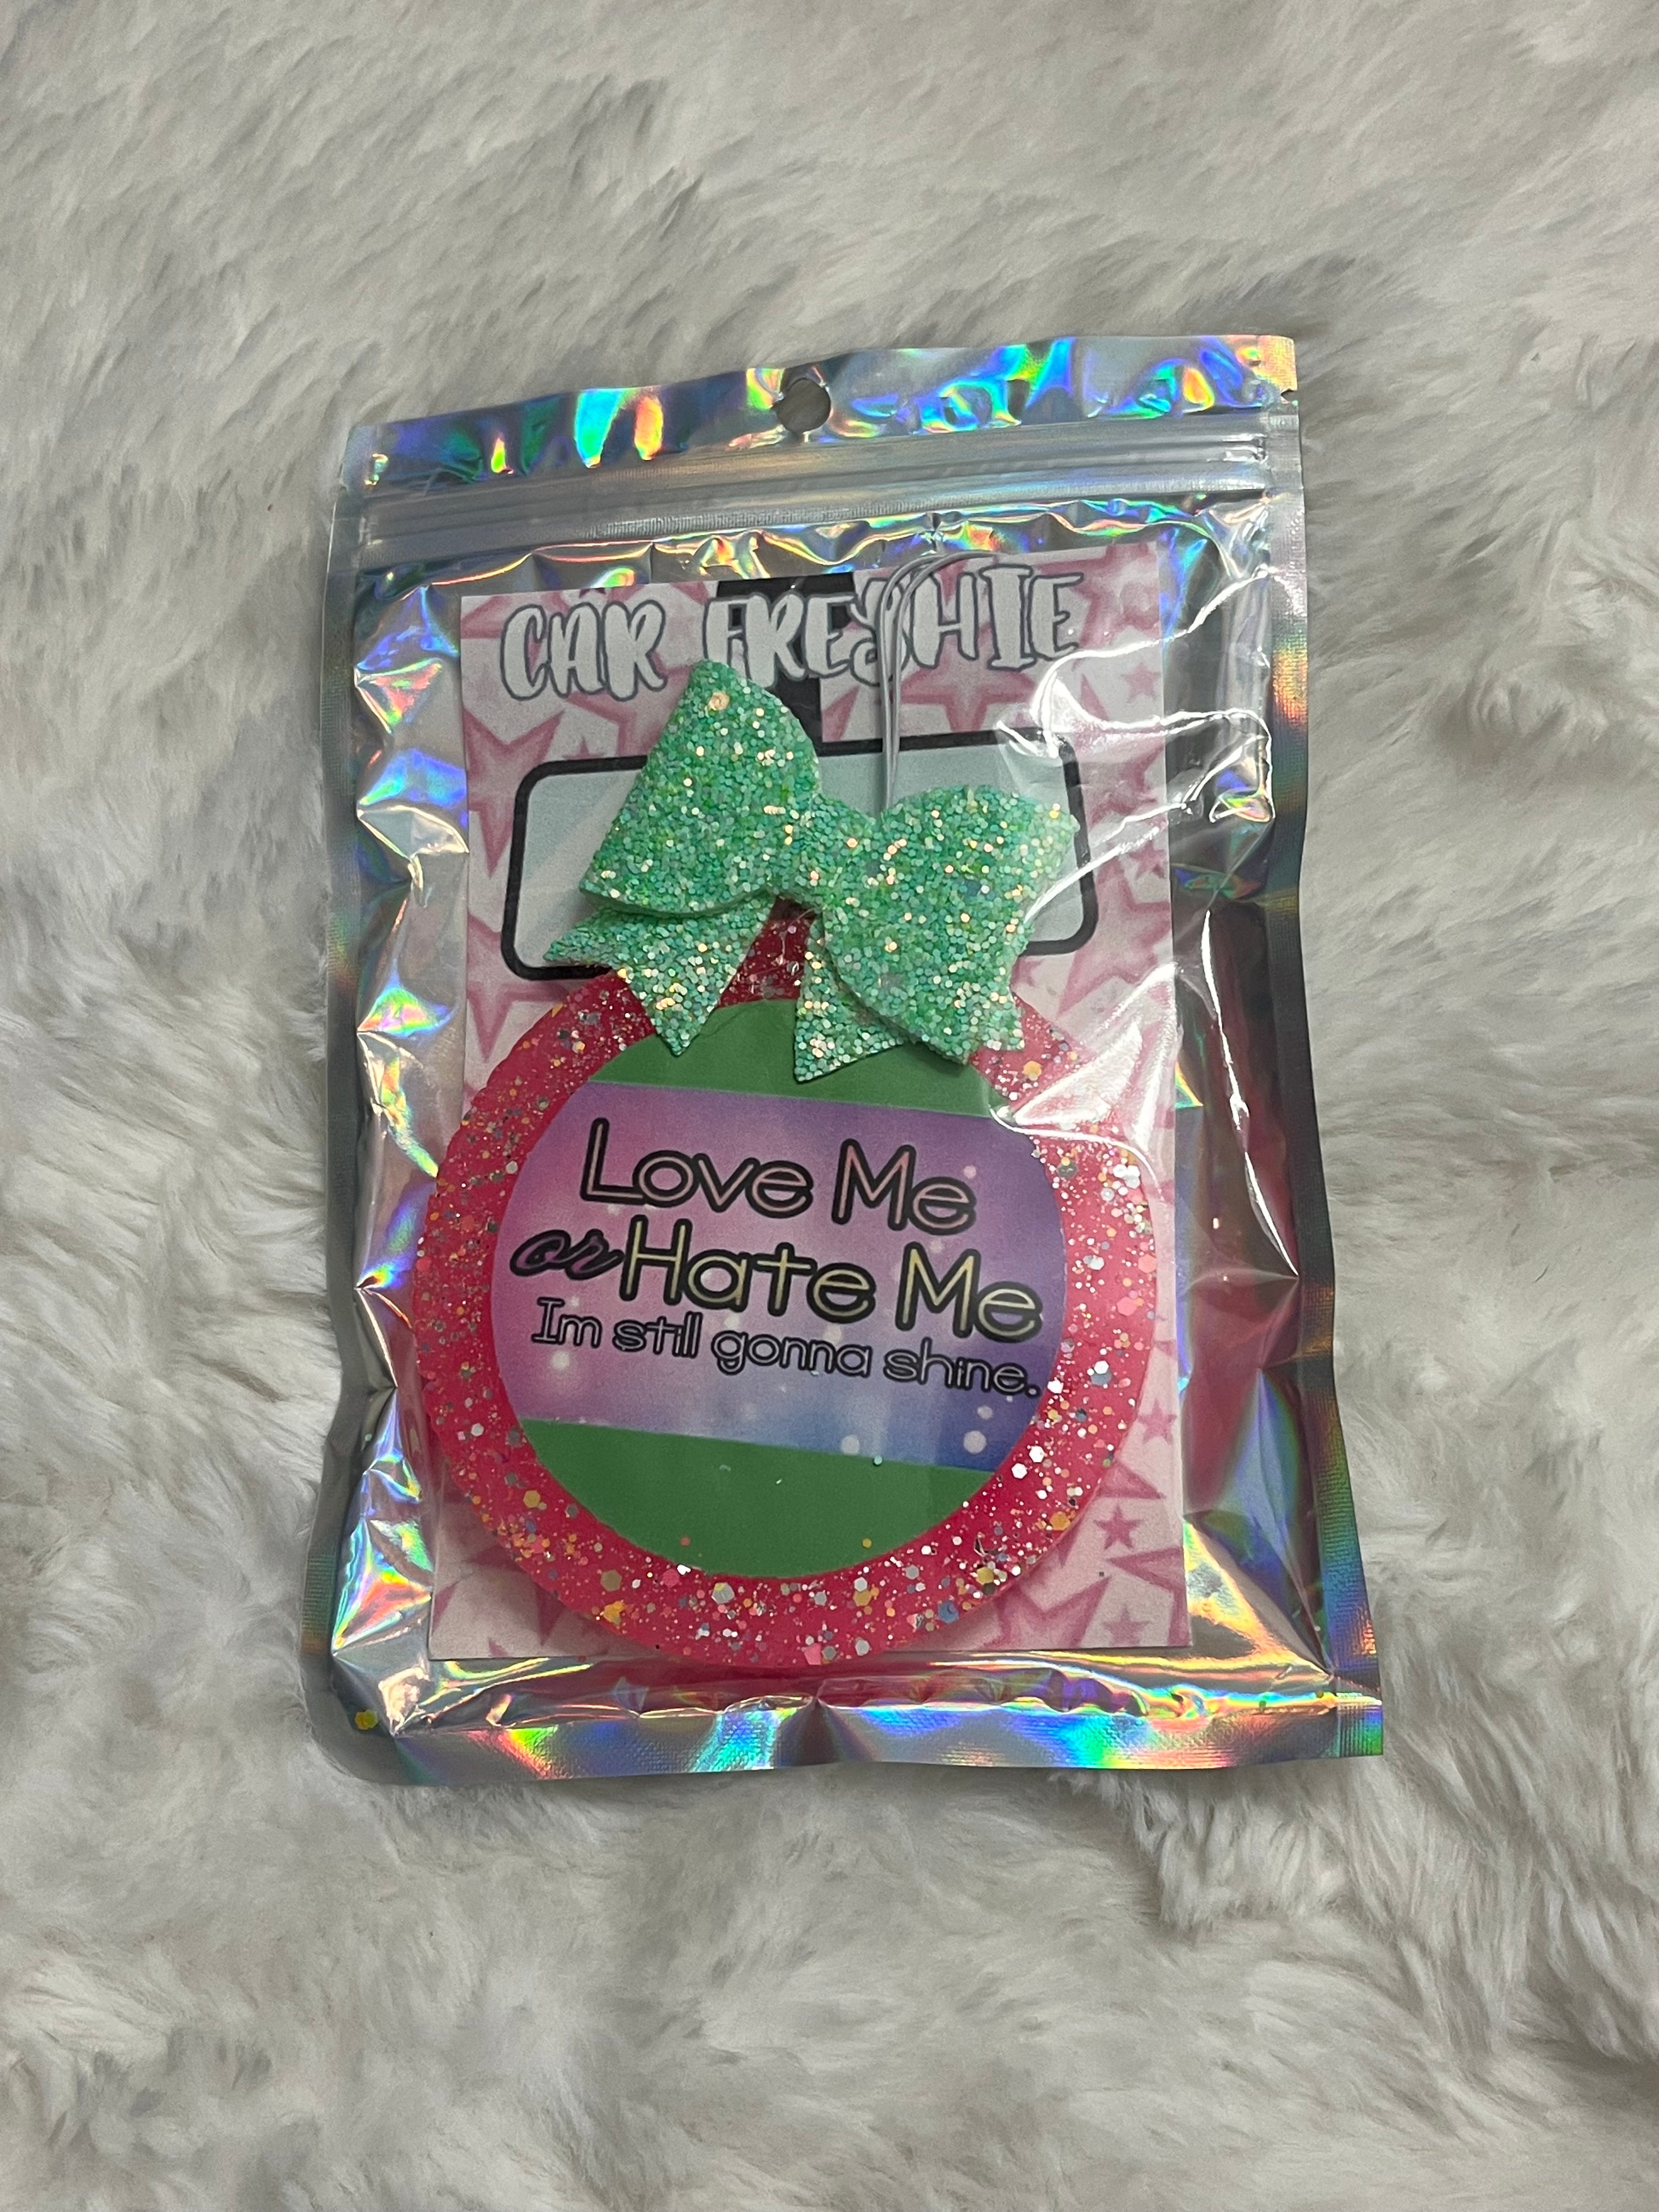 CAR FRESHIE
Love Me
or Hate Me
Im still gonna shine.